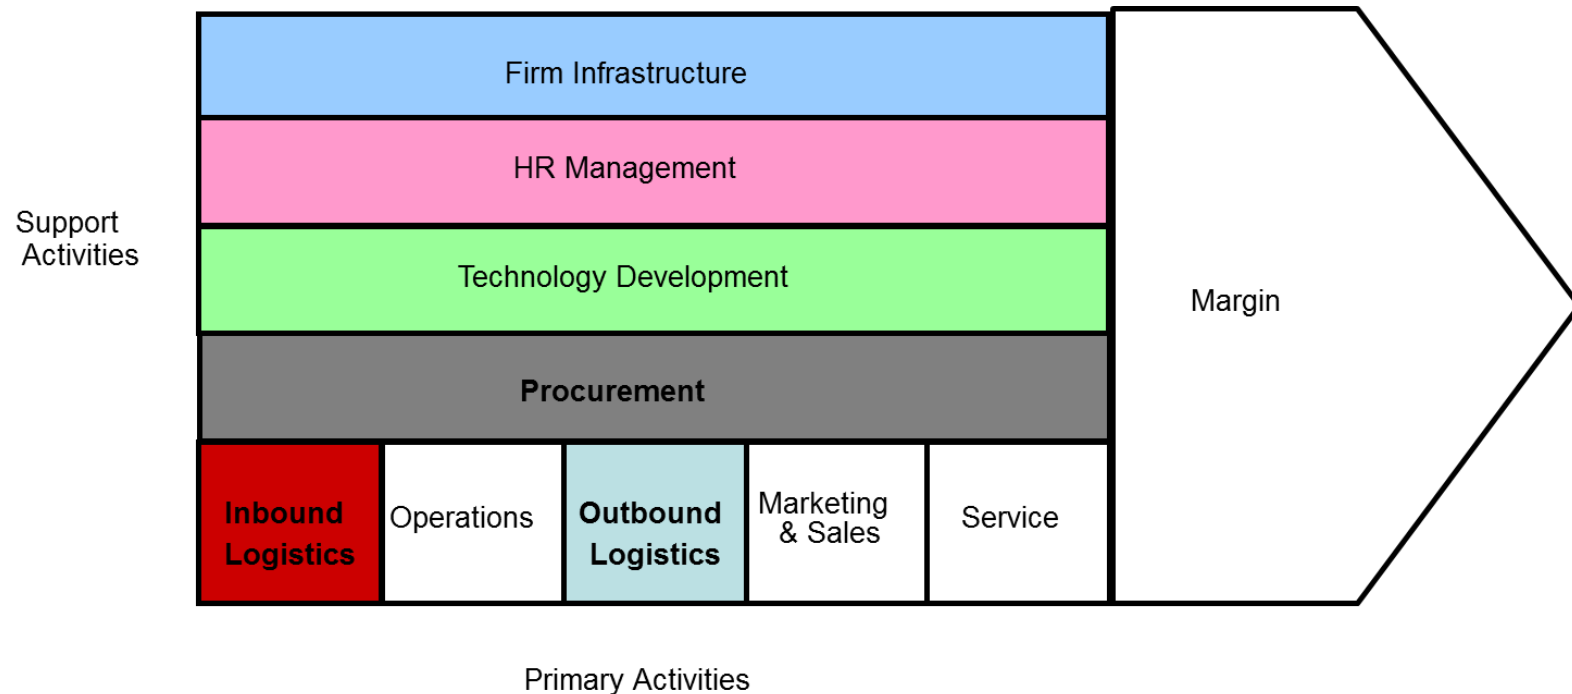 Firm Infrastructure
HR Management
Support
Activities
Technology Development
Margin
Procurement
Inbound
Logistics
Operations
Outbound
Logistics
Marketing
& Sales
Service
Primary Activities